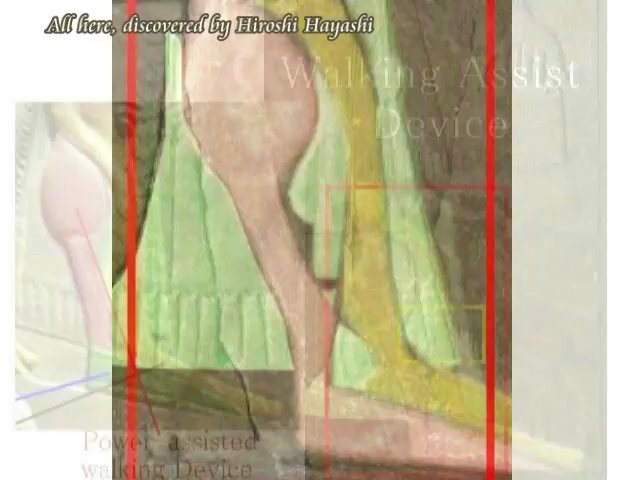 All here, discovered by Hiroshi Hayashi
Walking Assist
Device
Power assisted
walking Device